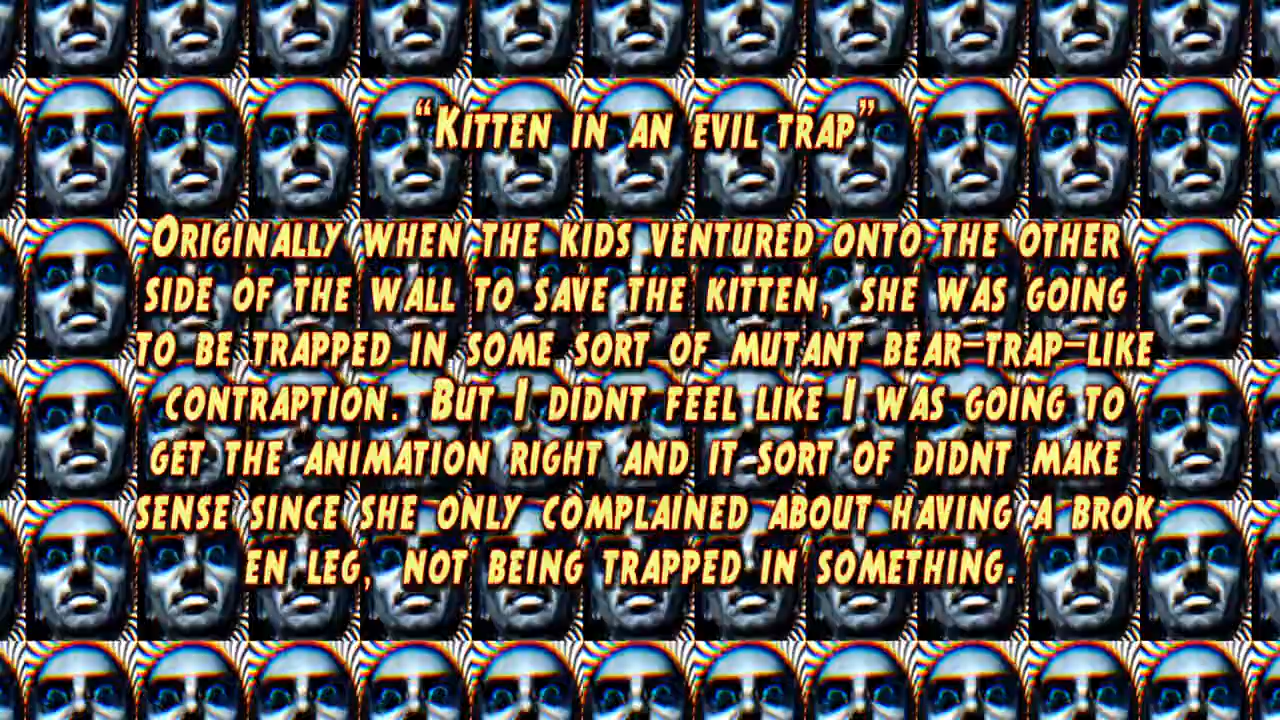 “Kitten in an evil trap”
Originally when the kids ventured onto the other
side of the wall to save the kitten, she was going
to be trapped in some sort of mutant bear-trap-like
contraption. But I didnt feel like I was going to
get the animation right and it sort of didnt make
sense since she only complained about having a brok
en leg, not being trapped in something.